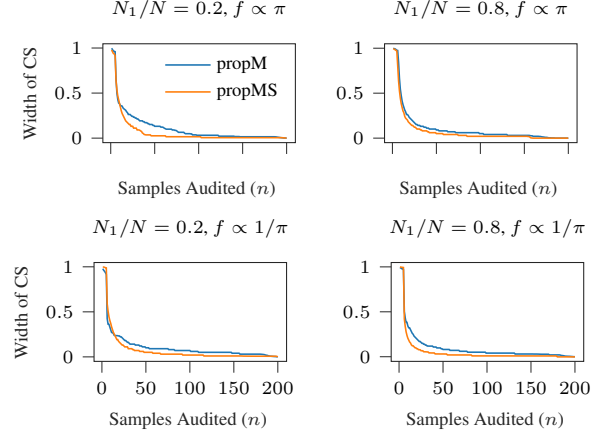 N₁/N = 0.2, f ∝ π
N₁/N = 0.8, f ∝ π
Width of CS
1
0.5
0
propM
propMS
1
0.5
0
Samples Audited (n)
Samples Audited (n)
N₁/N = 0.2, f ∝ 1/π
N₁/N = 0.8, f ∝ 1/π
Width of CS
1
0.5
0
1
0.5
0
0 50 100 150 200
0 50 100 150 200
Samples Audited (n)
Samples Audited (n)